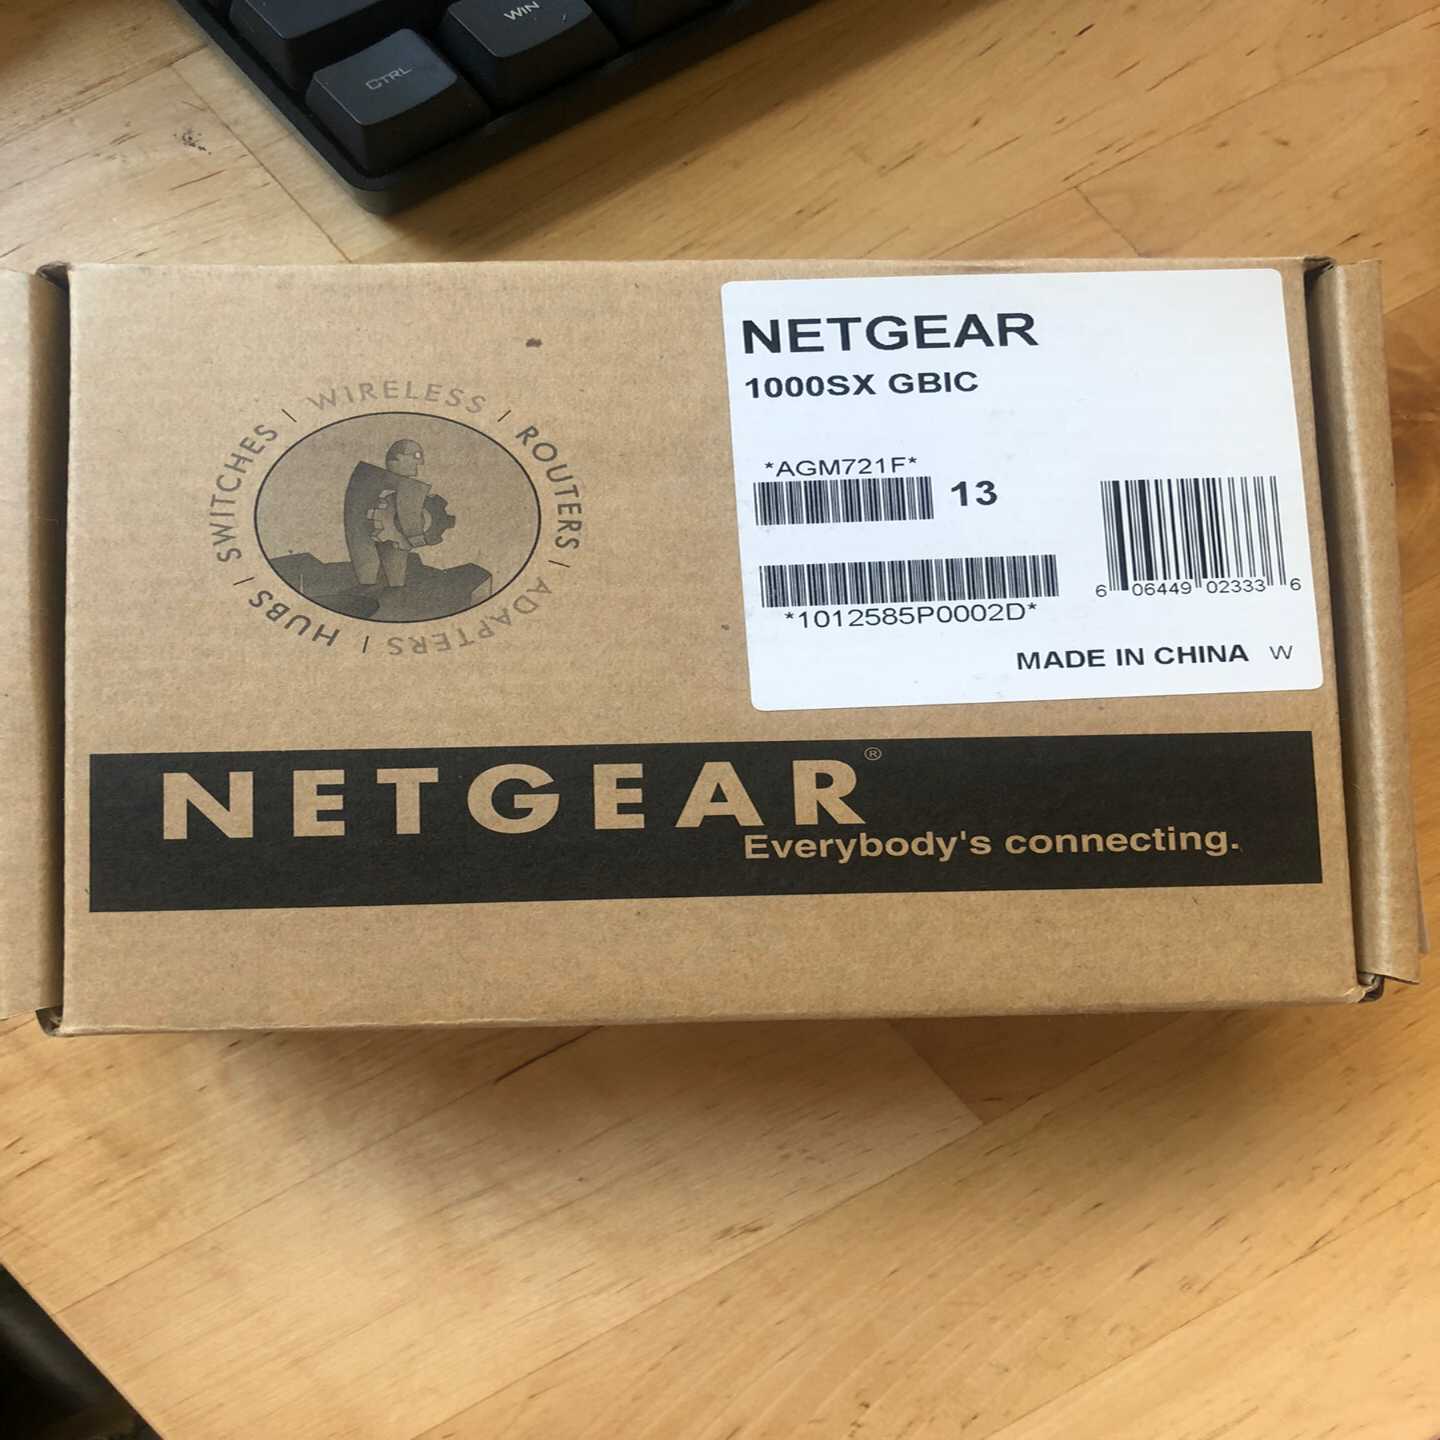 CTRL
WIN
NETGEAR
1000SX GBIC
*AGM721F*
13
*1012585P0002D*
6 06449 02333 6
MADE IN CHINA W
HUBS | SWITCHES | WIRELESS | ROUTERS | ADAPTERS |
NETGEAR®
Everybody's connecting.